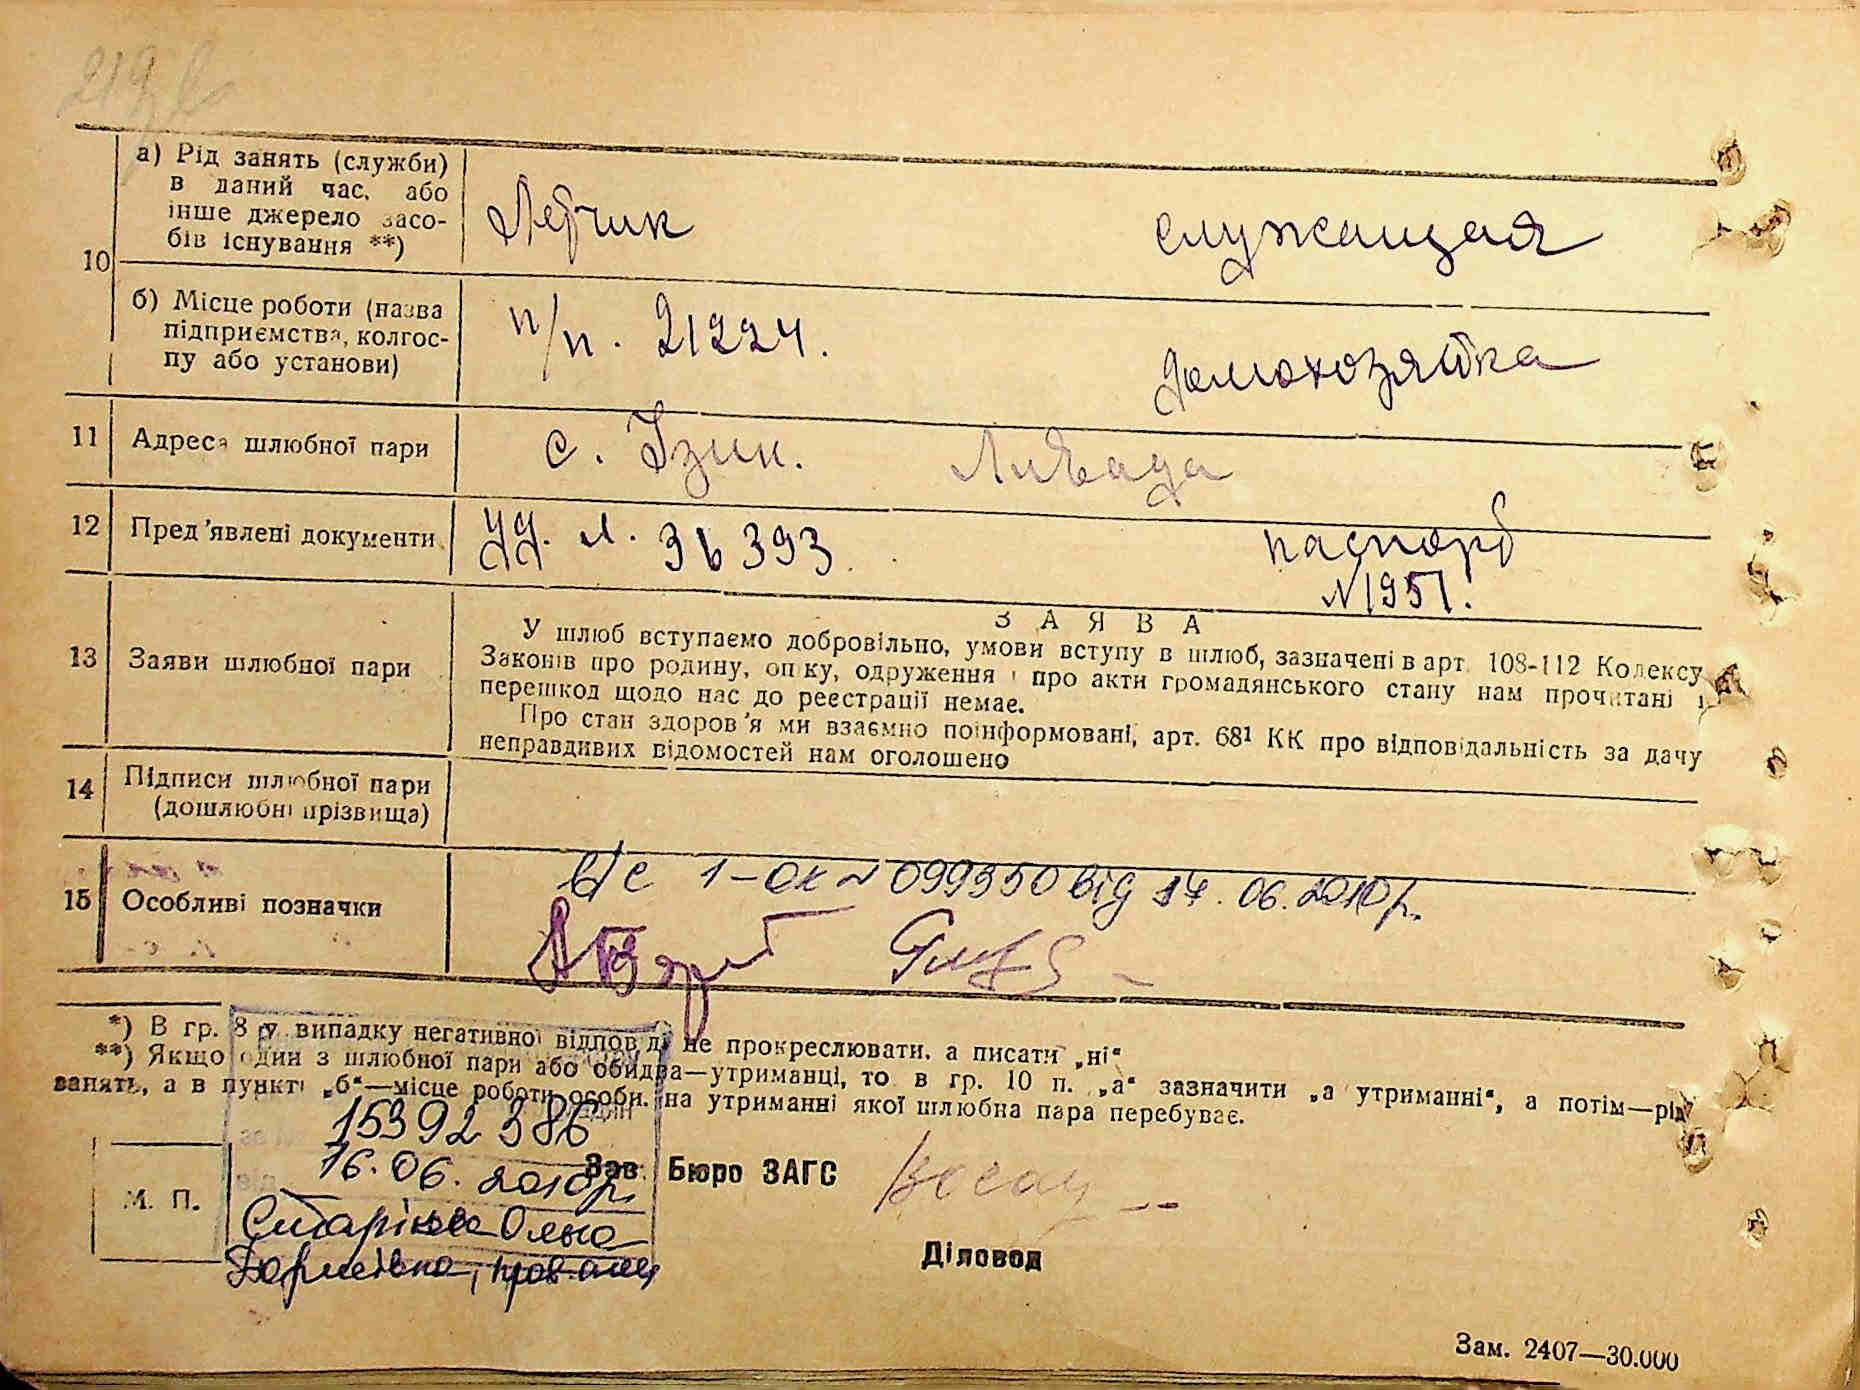 10
а) Рід занять (служби)
в даний час, або
інше джерело засо-
бів існування **)
Летчик
служащая
б) Місце роботи (назва
підприємства, колгос-
пу або установи)
п/п. 21224.
домохозяйка
11
Адреса шлюбної пари
с. Ізик. Ливада
12
Пред'явлені документи
уд. л. 36393.
паспорт
N 1951.
13
Заяви шлюбної пари
ЗАЯВА
У шлюб вступаємо добровільно, умови вступу в шлюб, зазначені в арт. 108-112 Кодексу
Законів про родину, опіку, одруження і про акти громадянського стану нам прочитані і
перешкод щодо нас до реєстрації немає.
Про стан здоров'я ми взаємно поінформовані, арт. 68¹ КК про відповідальність за дачу
неправдивих відомостей нам оголошено
14
Підписи шлюбної пари
(дошлюбні прізвища)
15
Особливі позначки
в/с 1-ОК N 099350 від 17.06.2010р.
*) В гр. 8 у випадку негативної відповіді не прокреслювати, а писати „ні“
**) Якщо один з шлюбної пари або обидва—утриманці, то в гр. 10 п. „а“ зазначити „а утриманні“, а потім—рід
занять, а в пункті „б“—місце роботи особи, на утриманні якої шлюбна пара перебуває.
15392386
16.06.2010р.
Зав. Бюро ЗАГС
М. П.
Ольга
Діловод
Зам. 2407—30.000